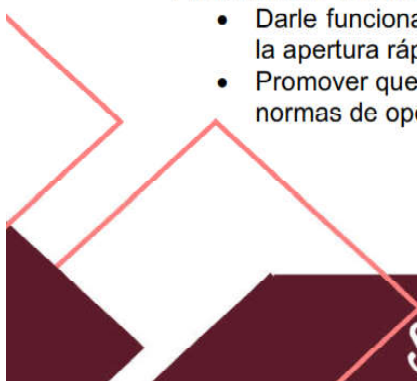 • Darle funciona
la apertura ráp
• Promover que
normas de ope